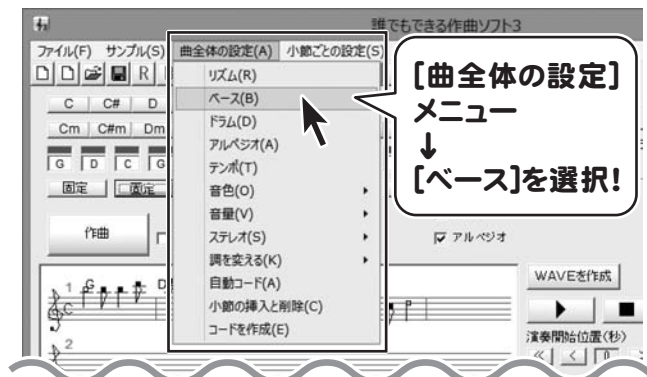 誰でもできる作曲ソフト3
ファイル(F) サンプル(S) 曲全体の設定(A) 小節ごとの設定(S)
R
リズム(R)
ベース(B)
ドラム(D)
アルペジオ(A)
テンポ(T)
音色(O)
音量(V)
ステレオ(S)
調を変える(K)
自動コード(A)
小節の挿入と削除(C)
コードを作成(E)
[曲全体の設定]
メニュー
↓
[ベース]を選択!
C C# D
Cm C#m Dm
G D C G
固定 固定
作曲
アルペジオ
WAVEを作成
演奏開始位置(秒)
≪ < 0
1 G D
C
2